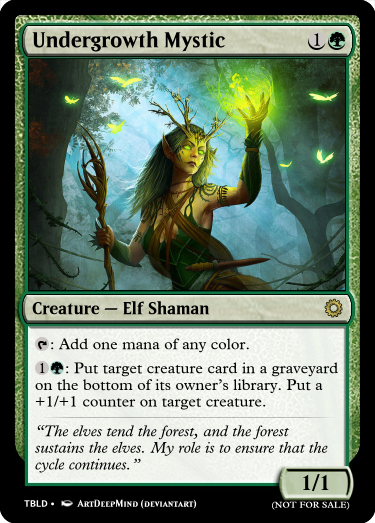 Undergrowth Mystic 1
Creature — Elf Shaman
: Add one mana of any color.
1 : Put target creature card in a graveyard
on the bottom of its owner's library. Put a
+1/+1 counter on target creature.
“The elves tend the forest, and the forest
sustains the elves. My role is to ensure that the
cycle continues.”
1/1
TBLD • ArtDeepMind (deviantart) (NOT FOR SALE)